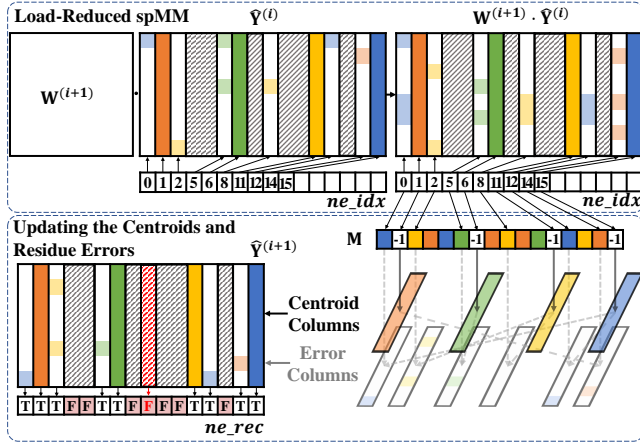 Load-Reduced spMM
Ŷ⁽ⁱ⁾
W⁽ⁱ⁺¹⁾ · Ŷ⁽ⁱ⁾
W⁽ⁱ⁺¹⁾
·
0 1 2 5 6 8 11 12 14 15
ne_idx
0 1 2 5 6 8 11 12 14 15
ne_idx
Updating the Centroids and
Residue Errors
Ŷ⁽ⁱ⁺¹⁾
M
-1 -1 -1 -1
Centroid
Columns
Error
Columns
T T T F F T T F F F F T T F T T
ne_rec